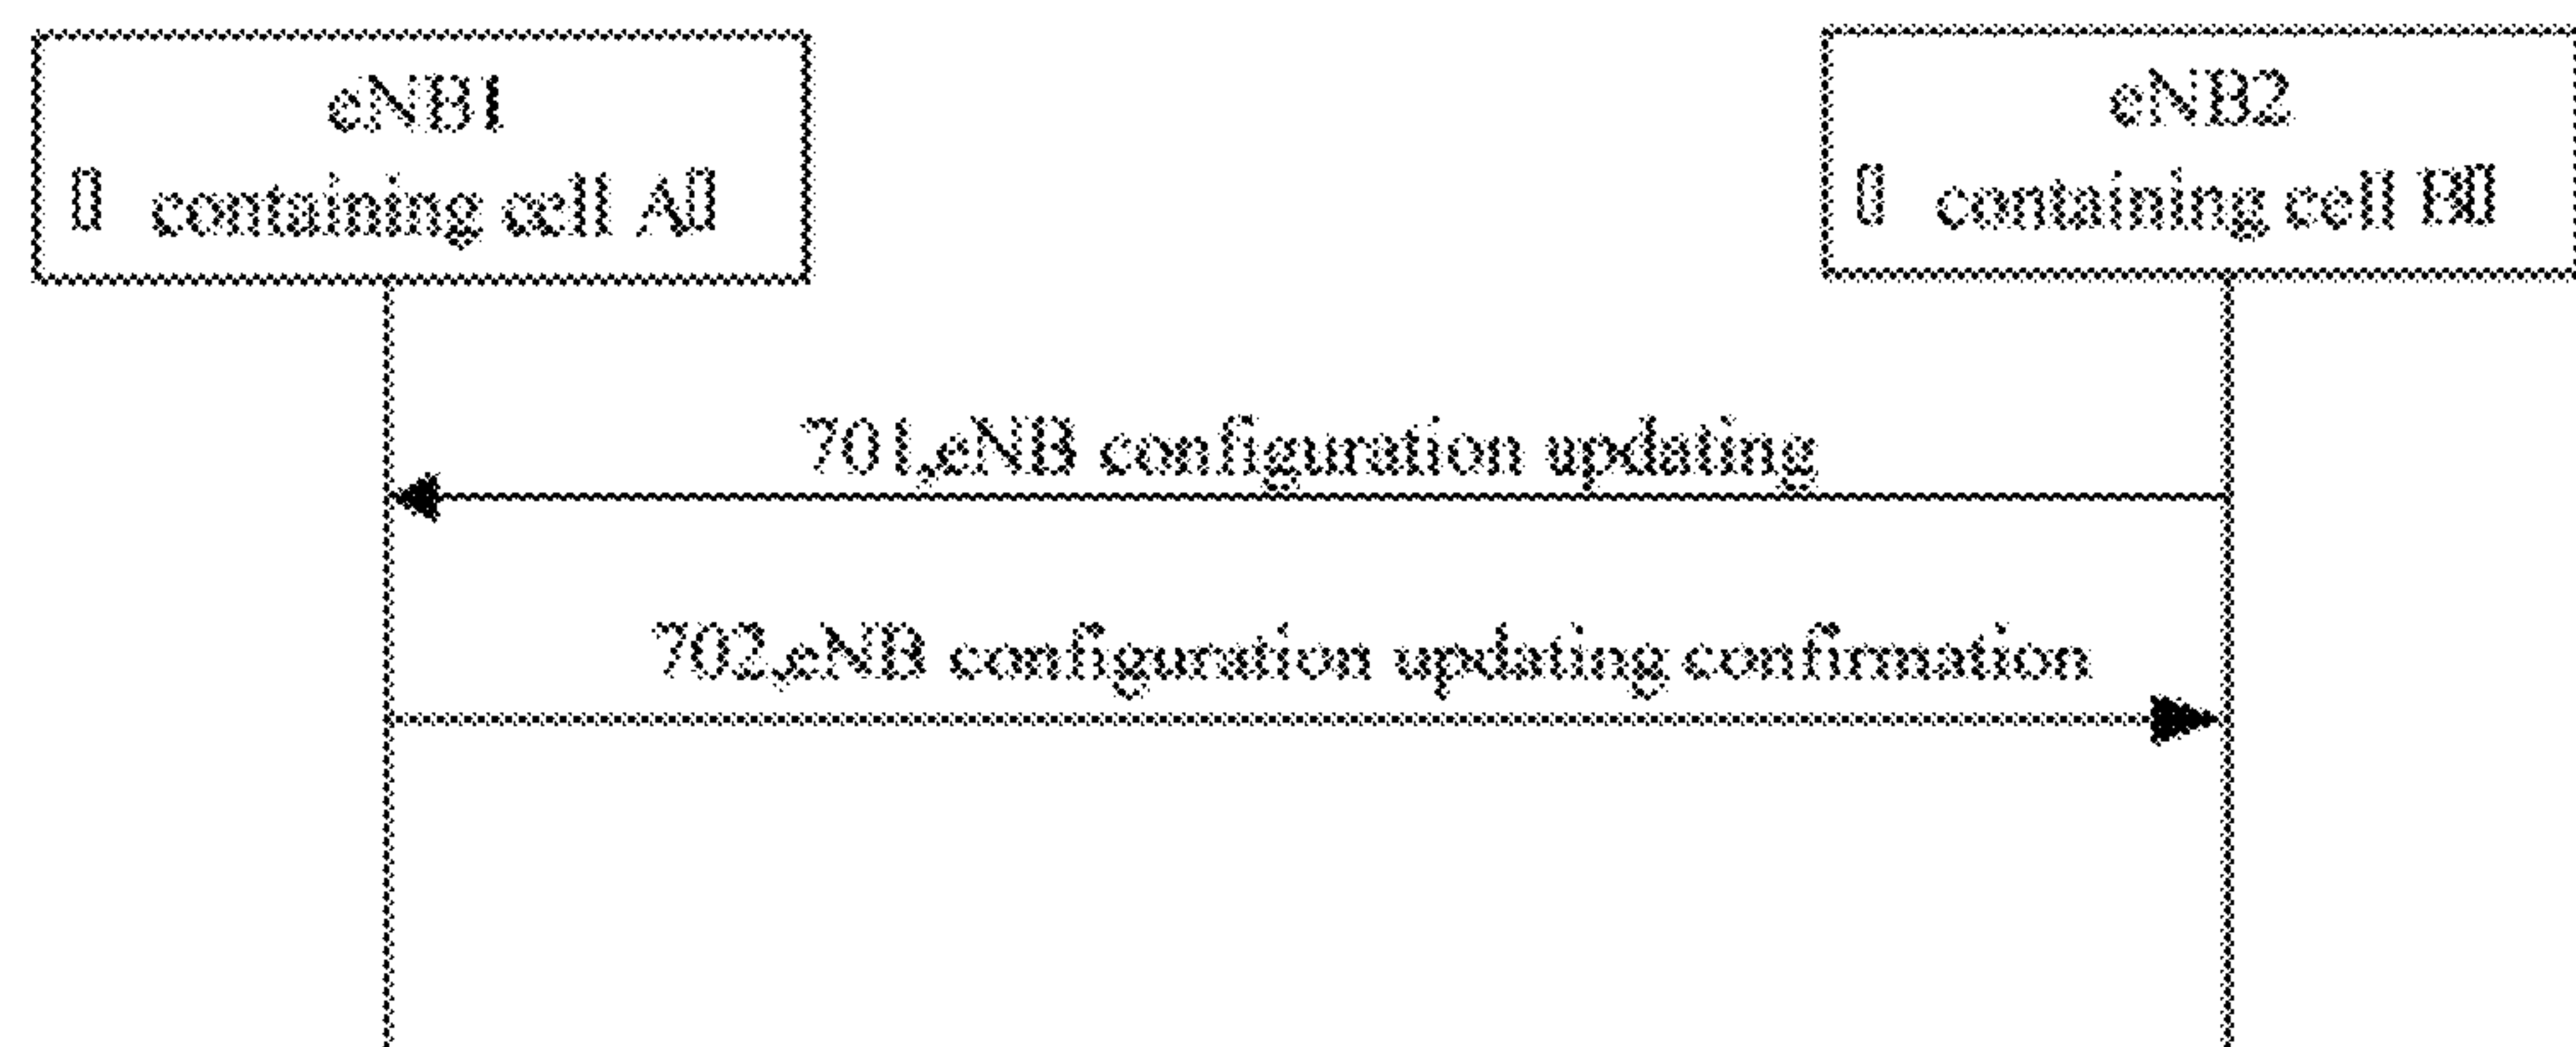 eNB1
▯ containing cell A▯
eNB2
▯ containing cell B▯
701,eNB configuration updating
702,eNB configuration updating confirmation